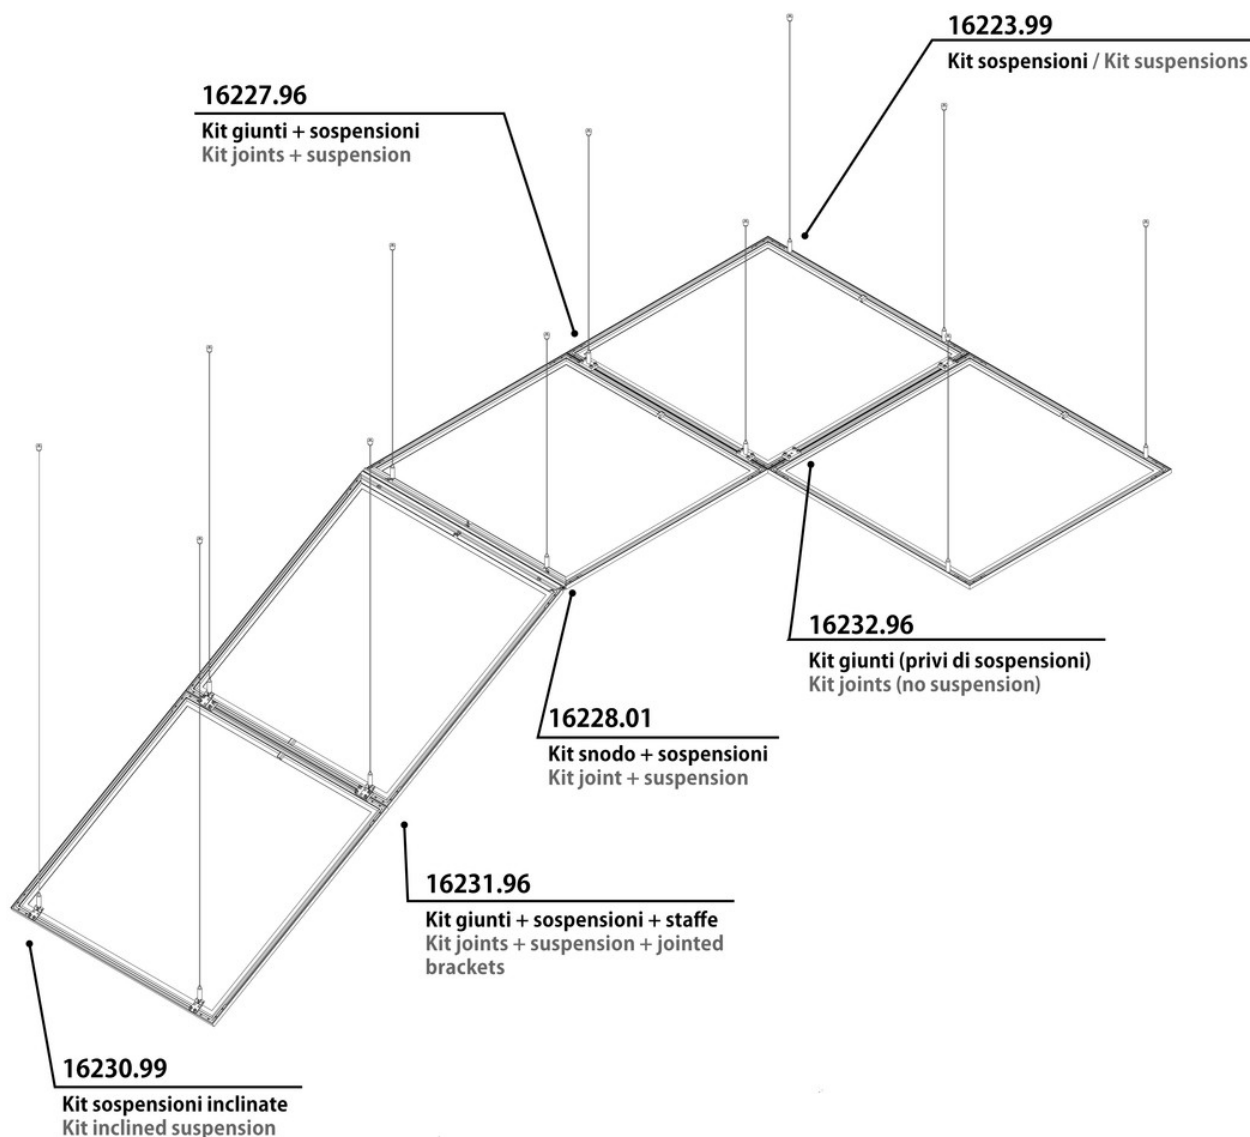 16223.99
Kit sospensioni / Kit suspensions
16227.96
Kit giunti + sospensioni
Kit joints + suspension
16232.96
Kit giunti (privi di sospensioni)
Kit joints (no suspension)
16228.01
Kit snodo + sospensioni
Kit joint + suspension
16231.96
Kit giunti + sospensioni + staffe
Kit joints + suspension + jointed
brackets
16230.99
Kit sospensioni inclinate
Kit inclined suspension